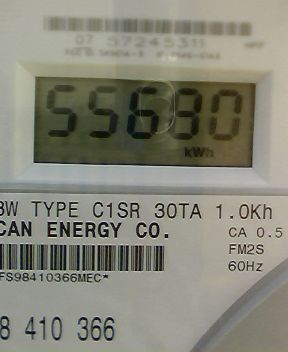 07 57245311
55680
kWh
3W TYPE C1SR 30TA 1.0Kh
CAN ENERGY CO.
CA 0.5
FM2S
60Hz
FS98410366MEC*
8 410 366